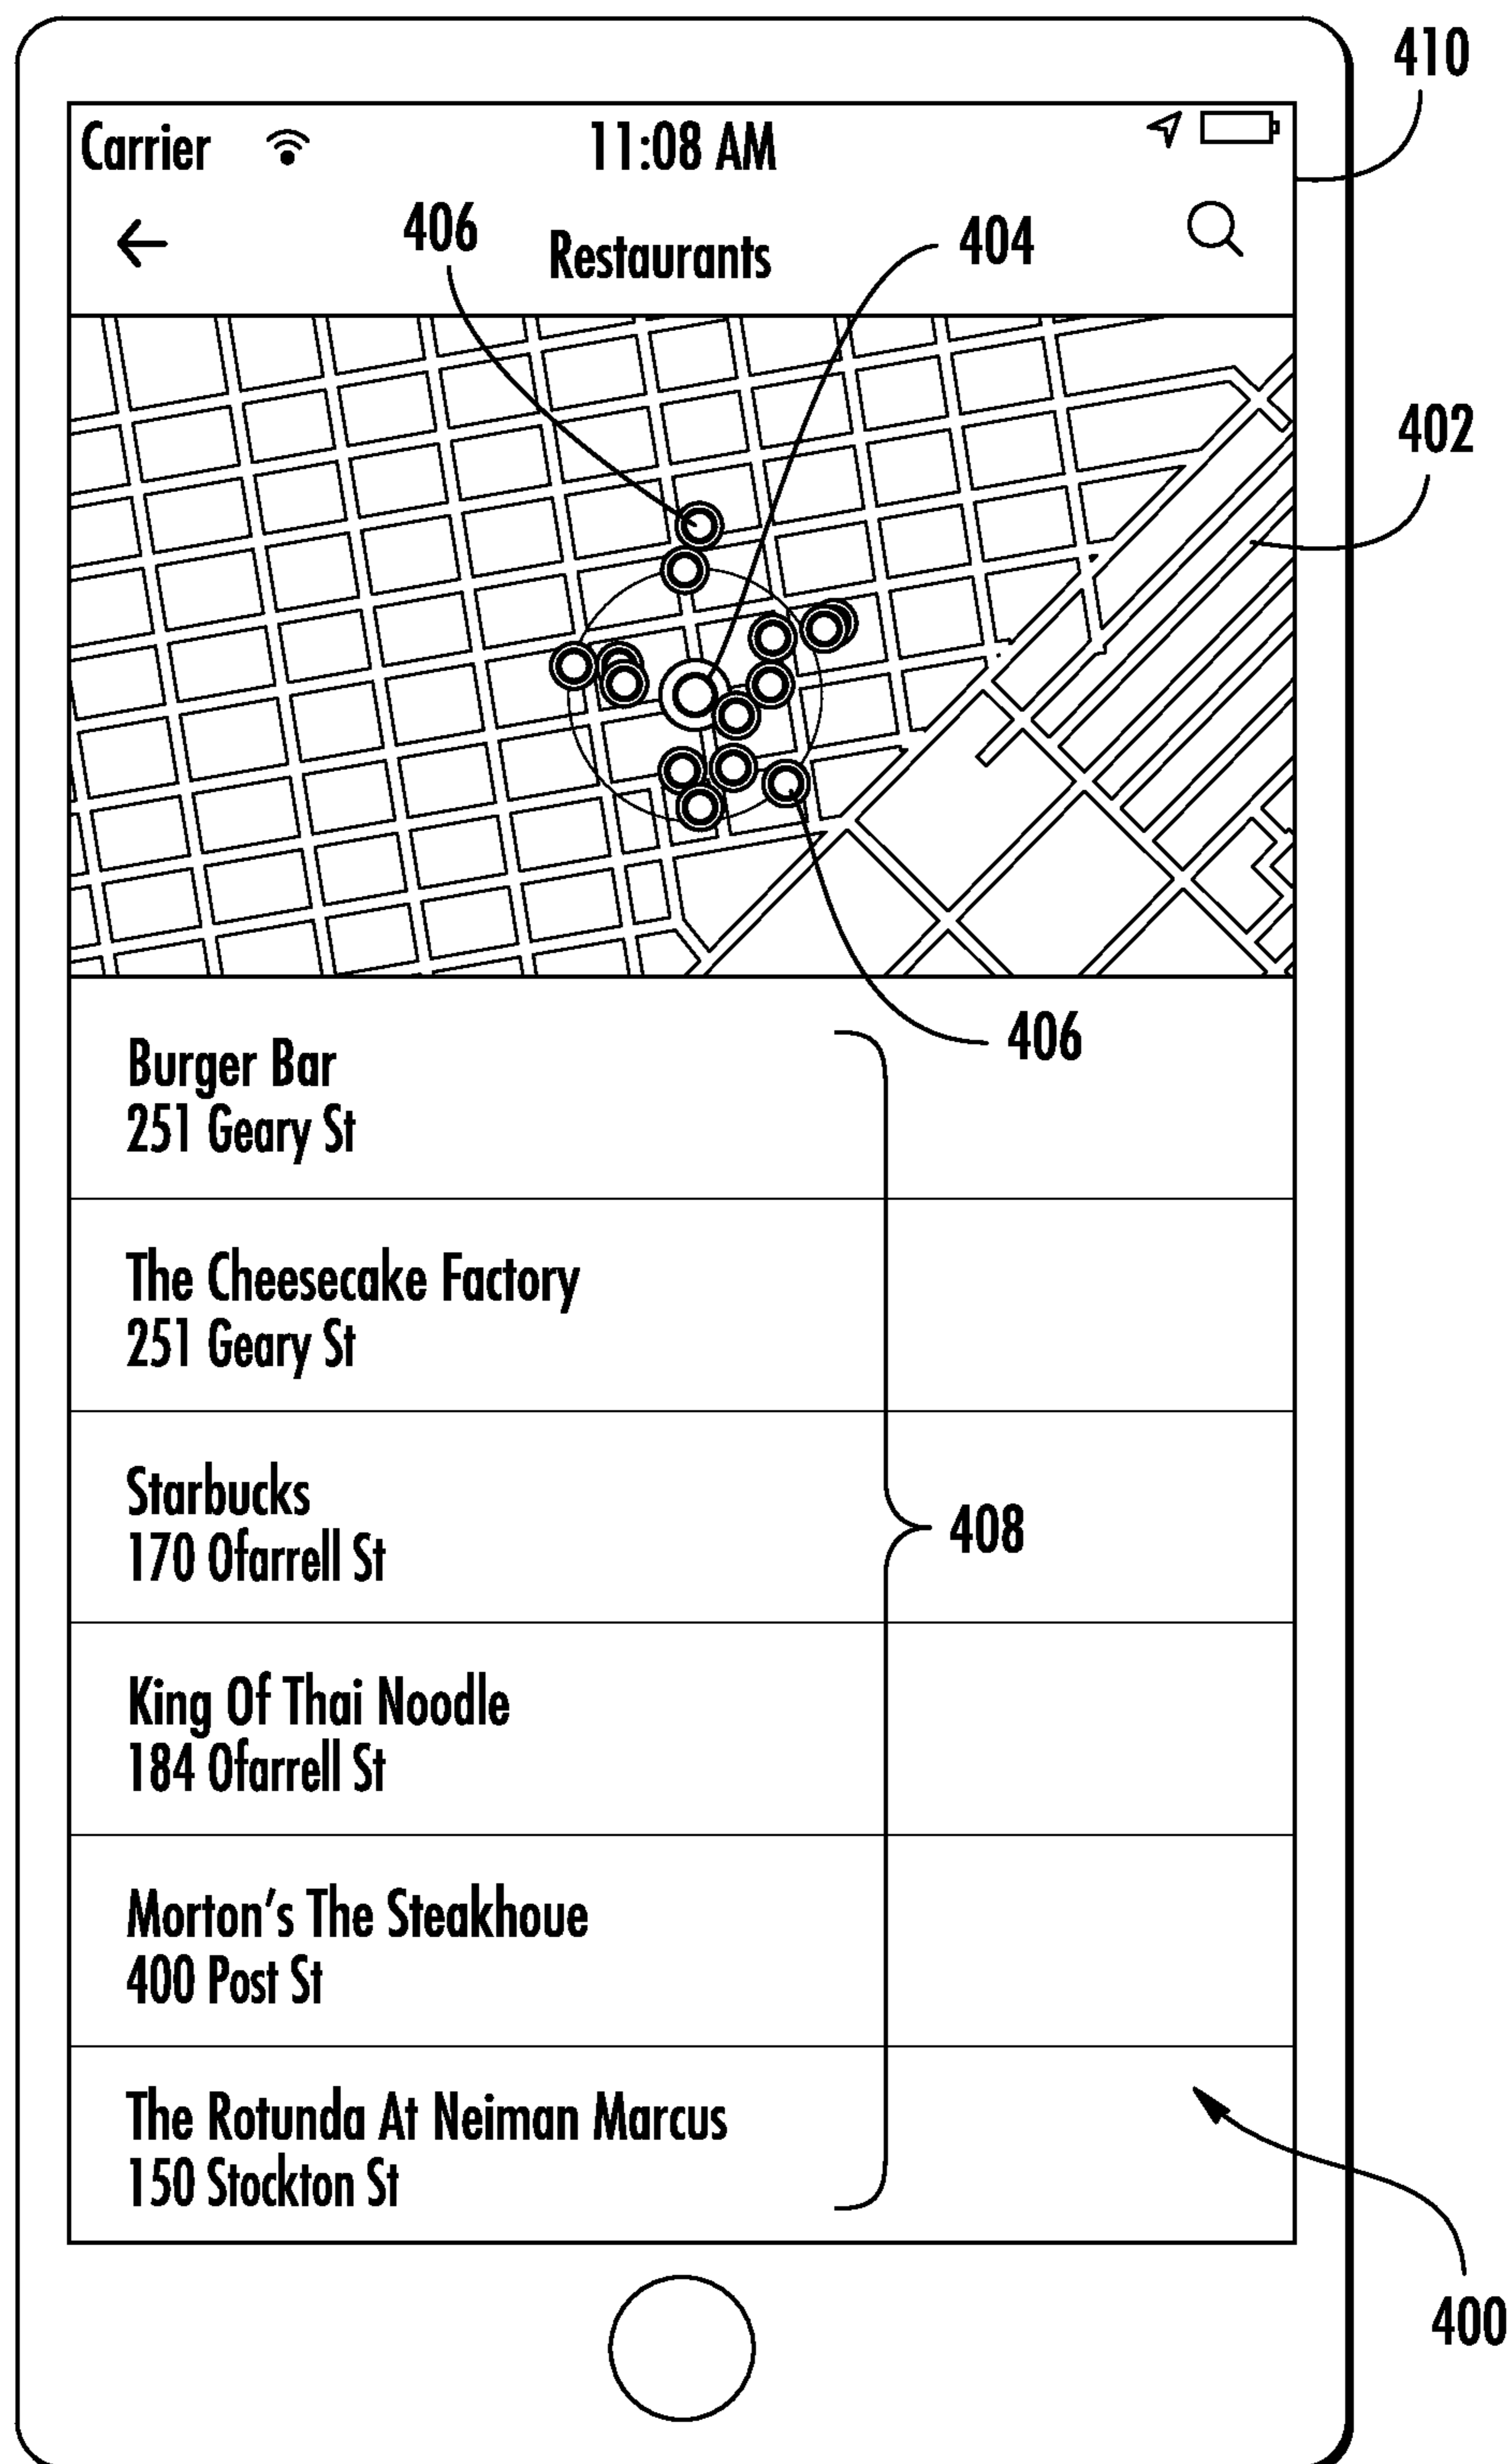 410
Carrier 11:08 AM
406 Restaurants 404
402
406
Burger Bar
251 Geary St
The Cheesecake Factory
251 Geary St
Starbucks
170 Ofarrell St
408
King Of Thai Noodle
184 Ofarrell St
Morton's The Steakhoue
400 Post St
The Rotunda At Neiman Marcus
150 Stockton St
400